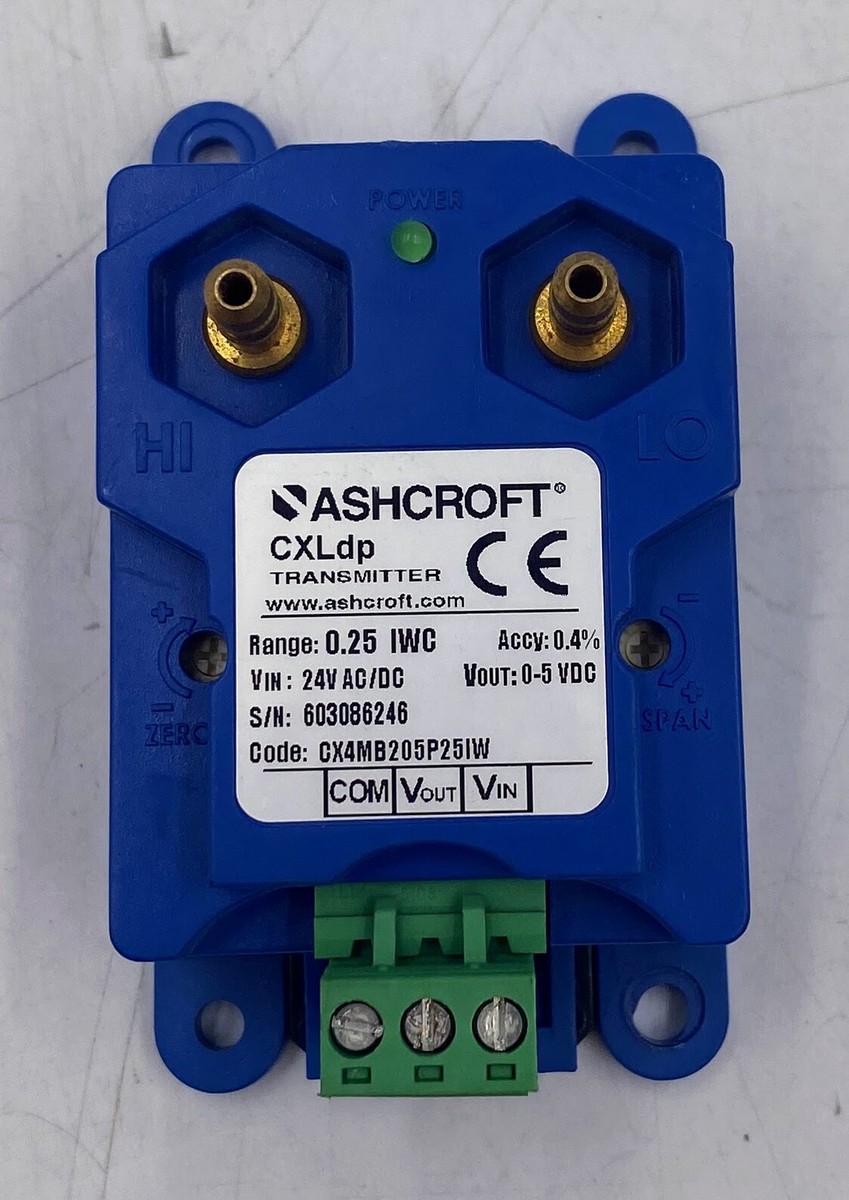 POWER
HI
LO
ASHCROFT®
CXLdp
TRANSMITTER
CE
www.ashcroft.com
Range: 0.25 IWC Accy: 0.4%
VIN: 24V AC/DC VOUT: 0-5 VDC
S/N: 603086246
Code: CX4MB205P25IW
COM VOUT VIN
+
-
-
+
ZERO
SPAN